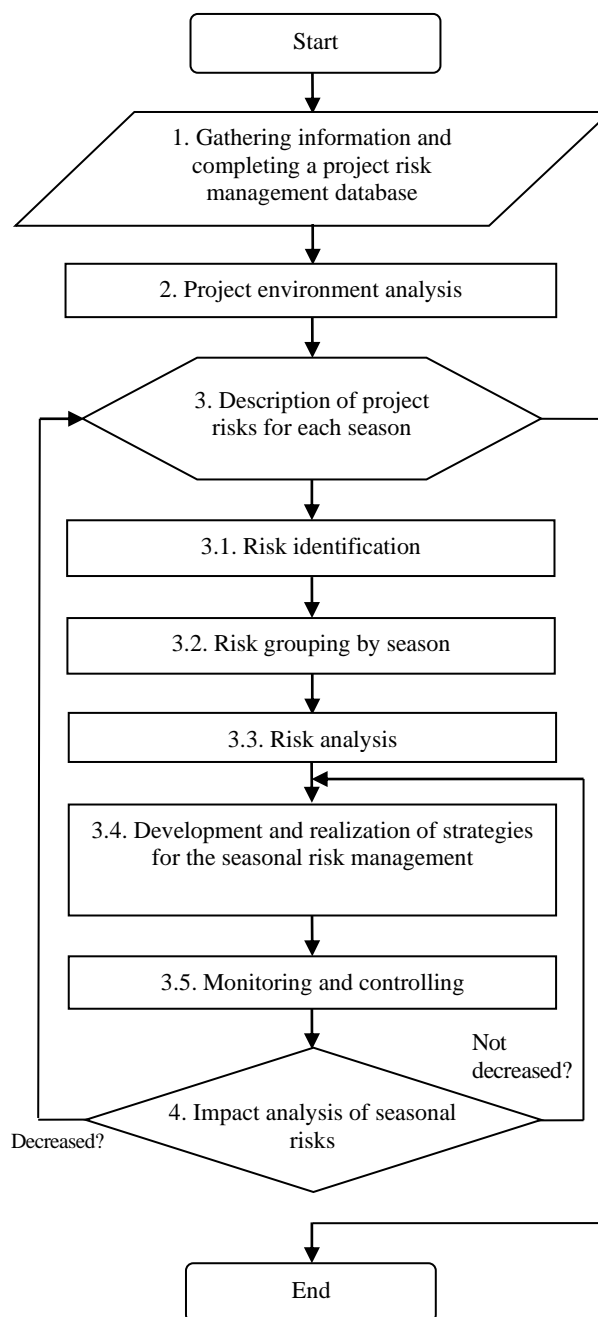 Start
1. Gathering information and
completing a project risk
management database
2. Project environment analysis
3. Description of project
risks for each season
3.1. Risk identification
3.2. Risk grouping by season
3.3. Risk analysis
3.4. Development and realization of strategies
for the seasonal risk management
3.5. Monitoring and controlling
Not
decreased?
4. Impact analysis of seasonal
risks
Decreased?
End